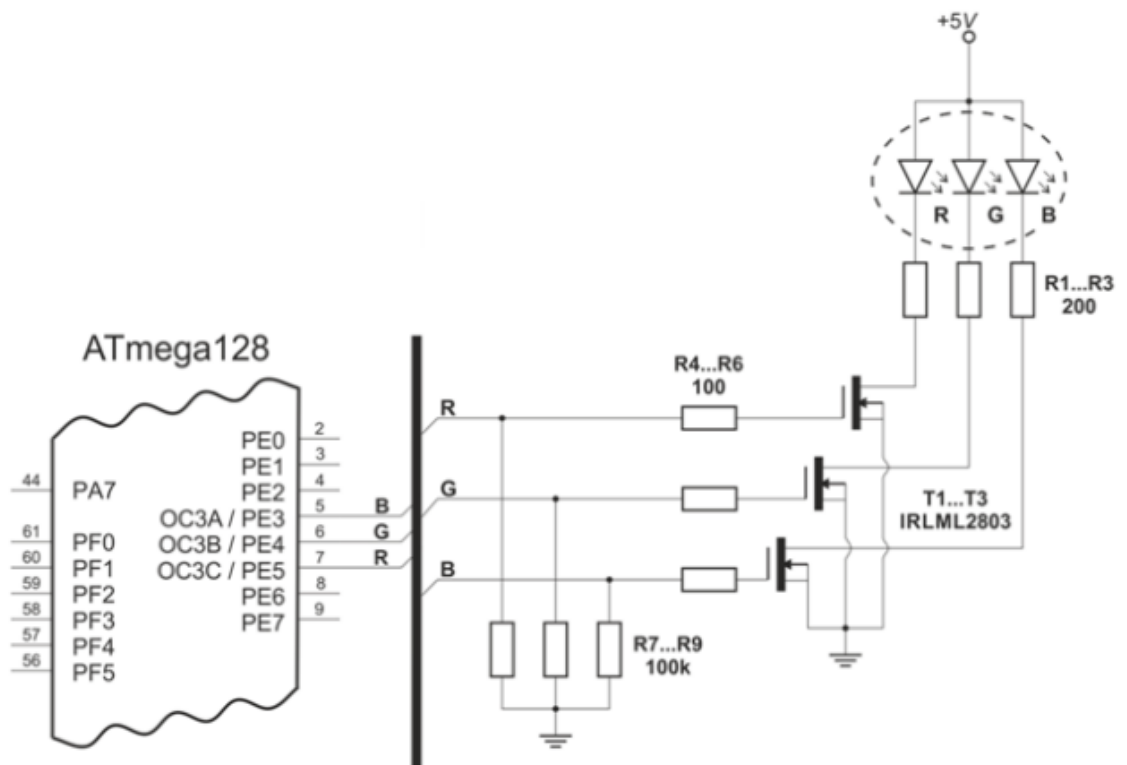 +5V
R
G
B
R1...R3
200
ATmega128
R4...R6
100
R
PE0
2
PE1
3
44
PA7
PE2
4
G
OC3A / PE3
5
B
T1...T3
IRLML2803
61
PF0
OC3B / PE4
6
G
60
PF1
OC3C / PE5
7
R
B
59
PF2
PE6
8
58
PF3
PE7
9
57
PF4
R7...R9
100k
56
PF5